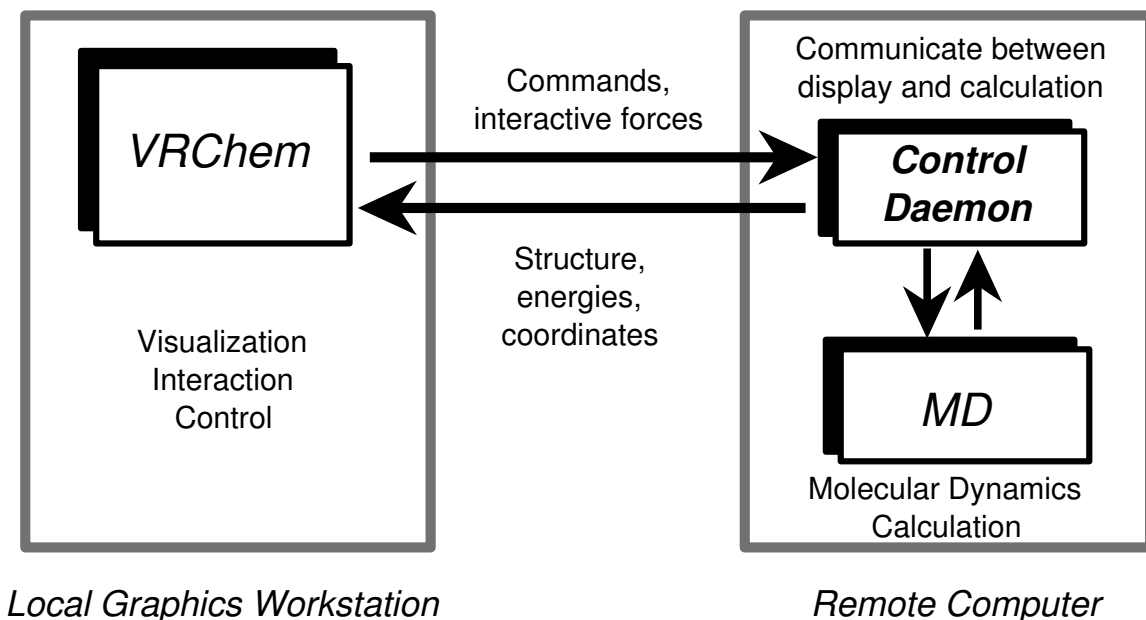 VRChem
Visualization
Interaction
Control
Commands,
interactive forces
Structure,
energies,
coordinates
Communicate between
display and calculation
Control
Daemon
MD
Molecular Dynamics
Calculation
Local Graphics Workstation
Remote Computer